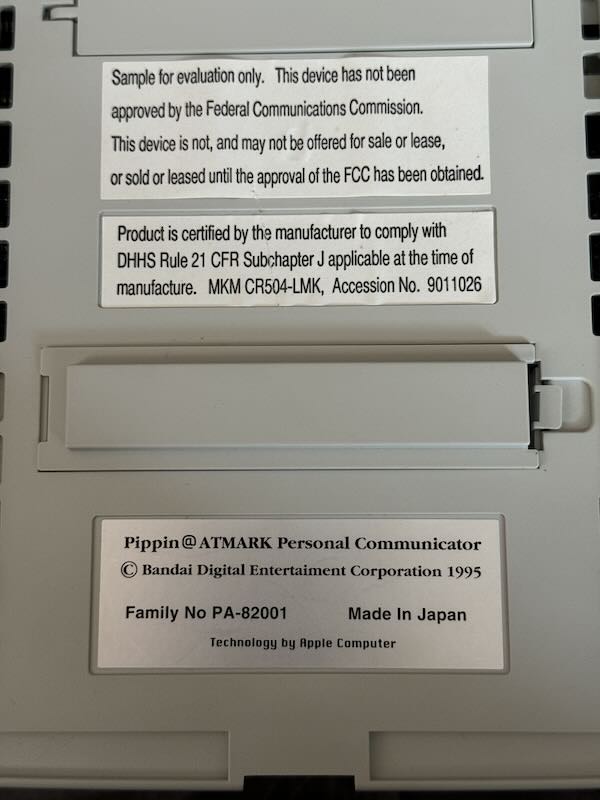 Sample for evaluation only. This device has not been
approved by the Federal Communications Commission.
This device is not, and may not be offered for sale or lease,
or sold or leased until the approval of the FCC has been obtained.
Product is certified by the manufacturer to comply with
DHHS Rule 21 CFR Subchapter J applicable at the time of
manufacture. MKM CR504-LMK, Accession No. 9011026
Pippin@ATMARK Personal Communicator
© Bandai Digital Entertaiment Corporation 1995
Family No PA-82001 Made In Japan
Technology by Apple Computer